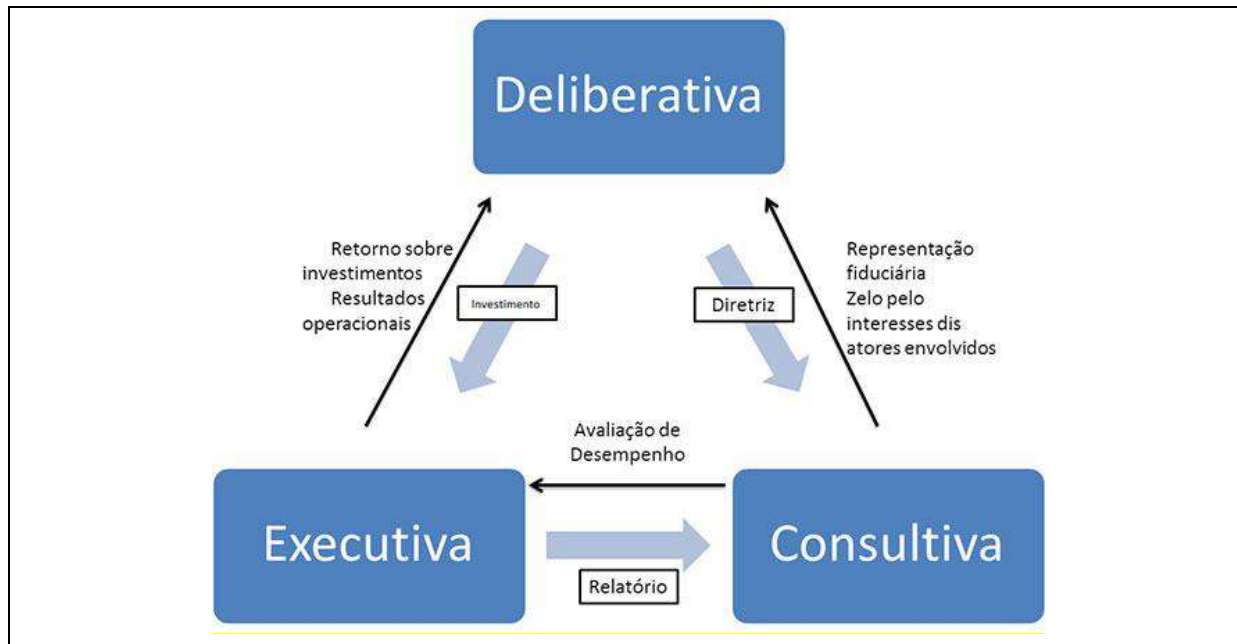 Deliberativa
Retorno sobre
investimentos
Resultados
operacionais
Investimento
Diretriz
Representação
fiduciária
Zelo pelo
interesses dis
atores envolvidos
Avaliação de
Desempenho
Executiva
Relatório
Consultiva